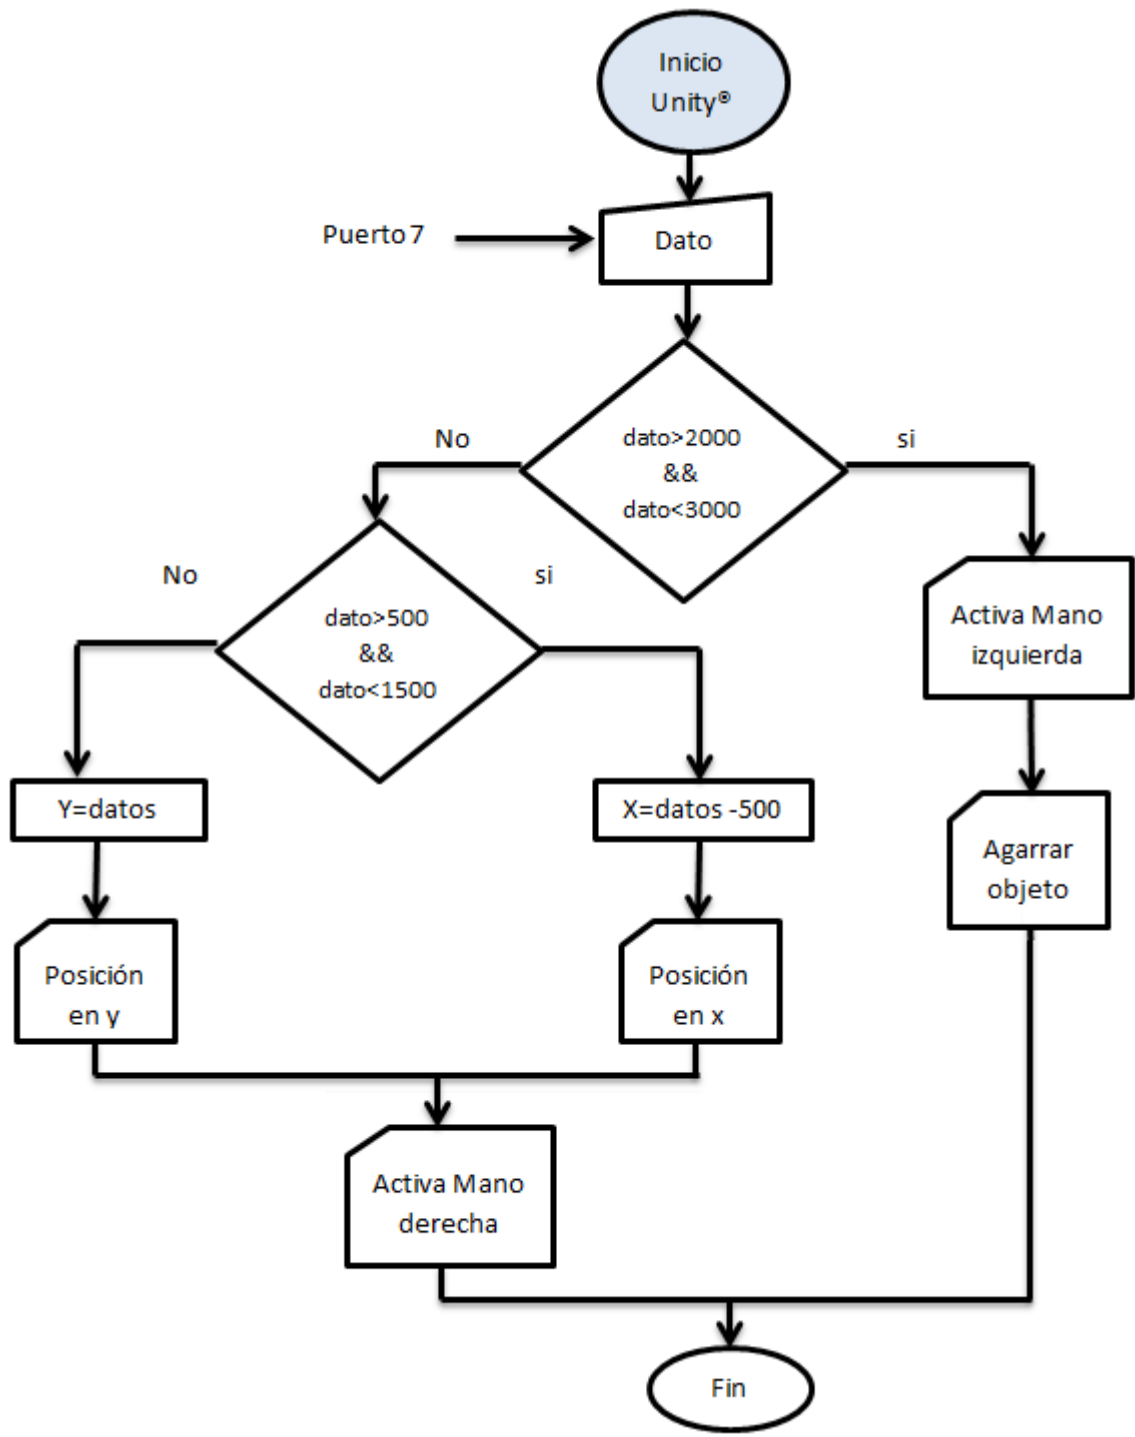 Inicio
Unity®
Puerto 7
Dato
No
dato>2000
&&
dato<3000
si
No
dato>500
&&
dato<1500
si
Activa Mano
izquierda
Y=datos
X=datos -500
Agarrar
objeto
Posición
en y
Posición
en x
Activa Mano
derecha
Fin